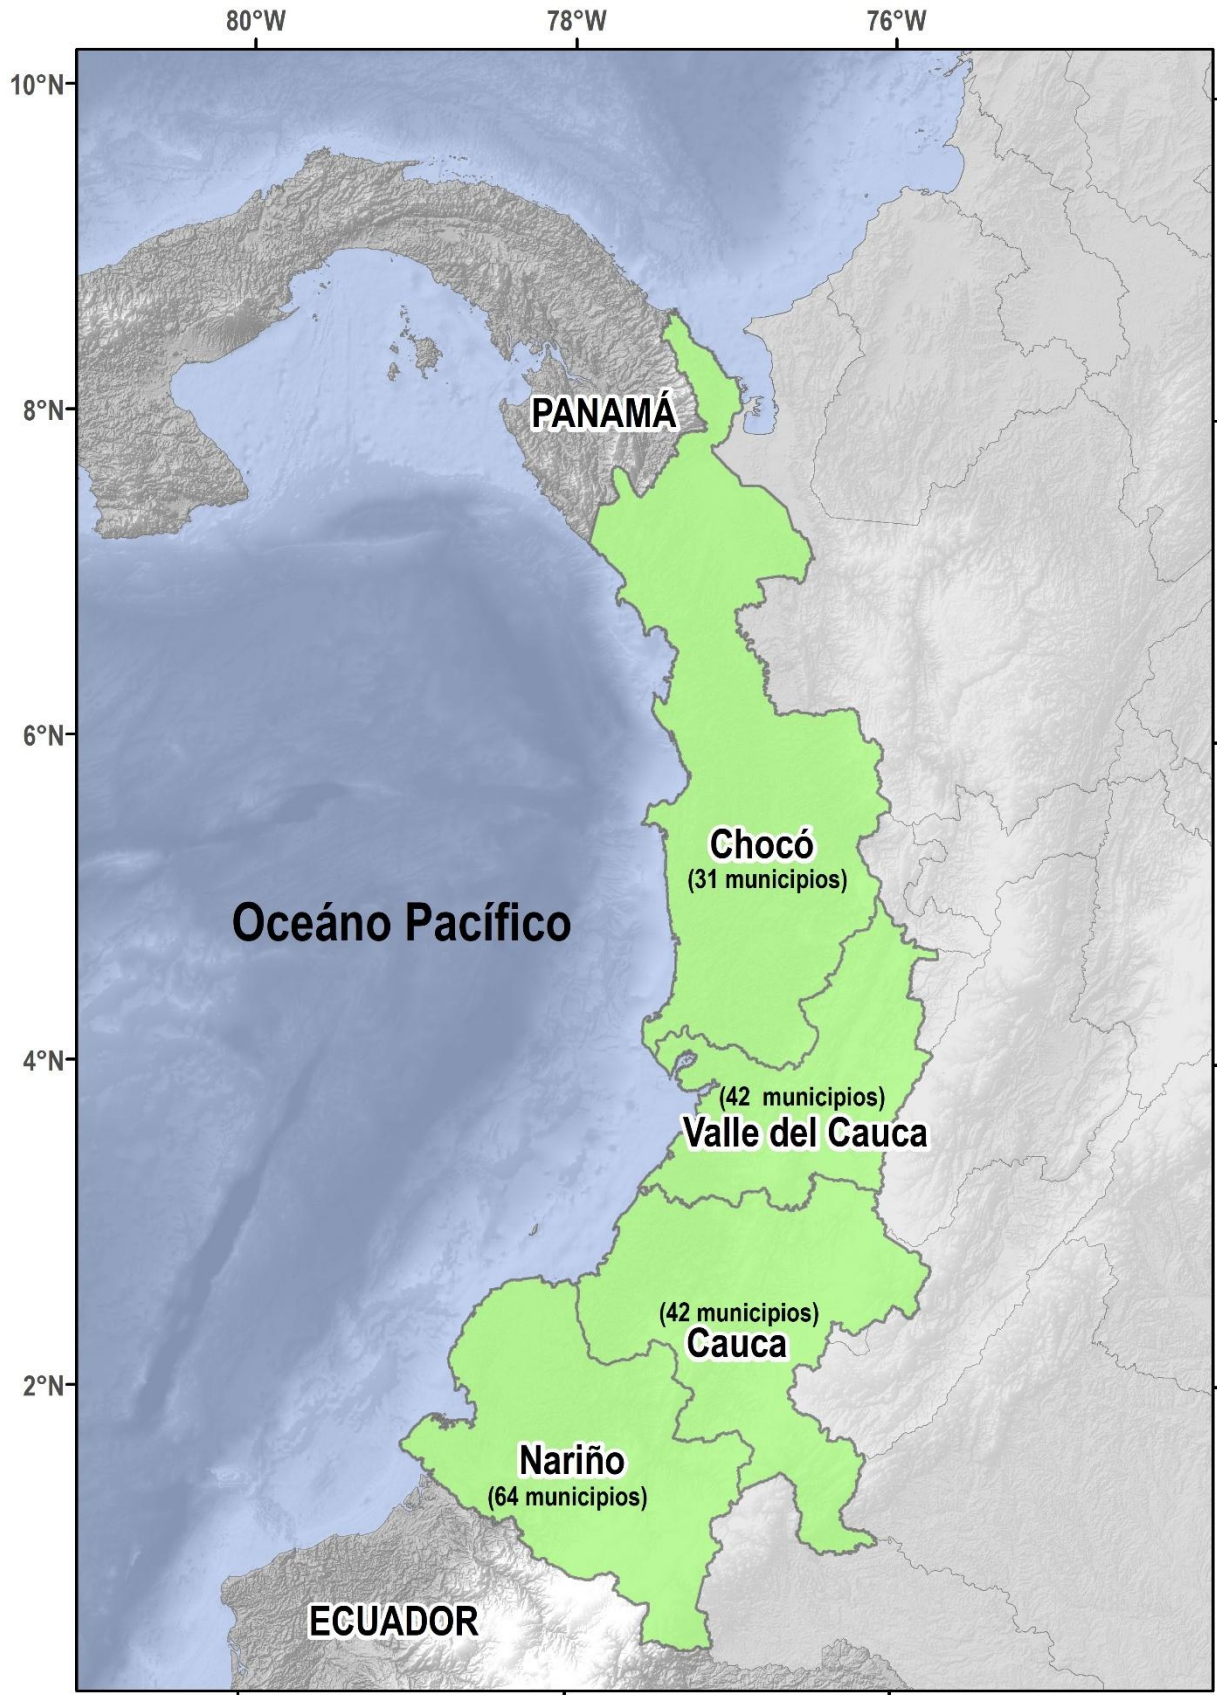 80°W 78°W 76°W
10°N
8°N
PANAMÁ
6°N
Chocó
(31 municipios)
Oceáno Pacífico
4°N
(42 municipios)
Valle del Cauca
(42 municipios)
Cauca
2°N
Nariño
(64 municipios)
ECUADOR